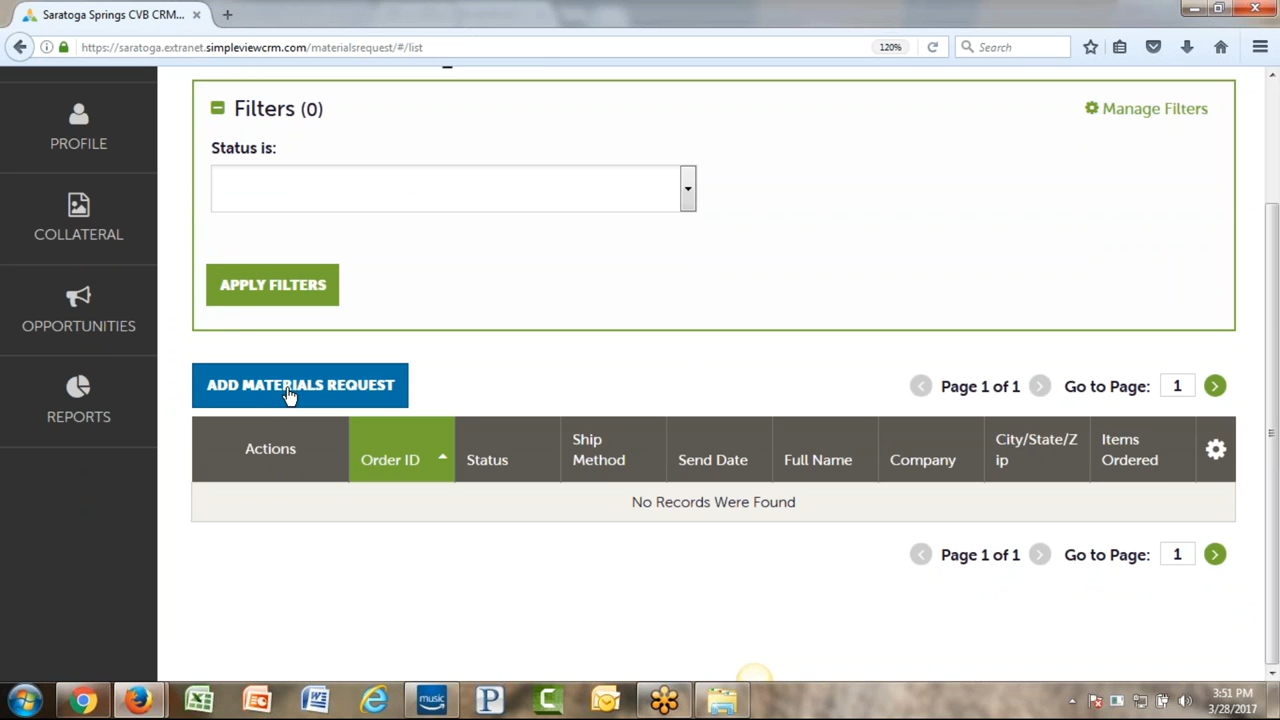 Saratoga Springs CVB CRM...
https://saratoga.extranet.simpleviewcrm.com/materialsrequest/#/list
120%
Search
PROFILE
COLLATERAL
OPPORTUNITIES
REPORTS
Filters (0)
Manage Filters
Status is:
APPLY FILTERS
ADD MATERIALS REQUEST
Page 1 of 1
Go to Page: 1
Actions
Order ID
Status
Ship Method
Send Date
Full Name
Company
City/State/Z
ip
Items
Ordered
No Records Were Found
Page 1 of 1
Go to Page: 1
music
3:51 PM
3/28/2017